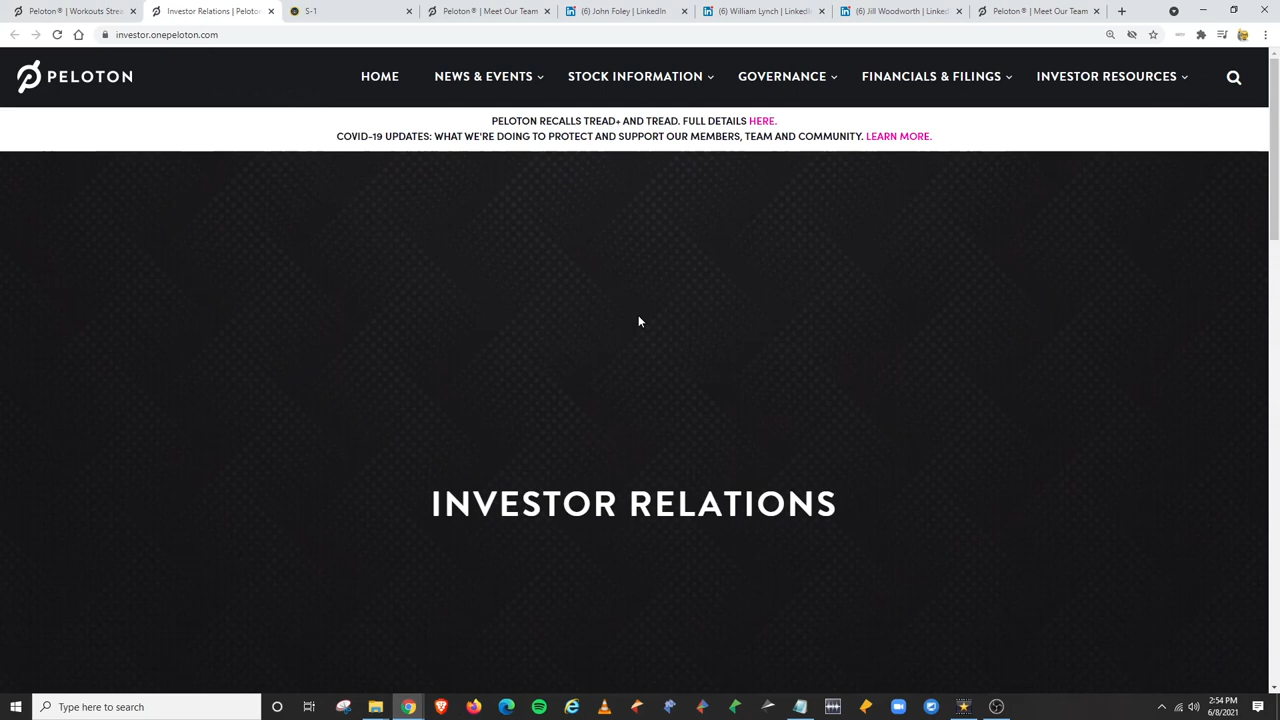 Peloton® | Workouts Strea
Investor Relations | Peloto
S-1
Peloton® | Meet Our Team
(6) John Foley | LinkedIn
(6) William Lynch | LinkedI
(6) Jill Woodworth | Linked
Peloton® | Meet Our Team
investor.onepeloton.com
PELOTON
HOME
NEWS & EVENTS
STOCK INFORMATION
GOVERNANCE
FINANCIALS & FILINGS
INVESTOR RESOURCES
PELOTON RECALLS TREAD+ AND TREAD. FULL DETAILS HERE.
COVID-19 UPDATES: WHAT WE'RE DOING TO PROTECT AND SUPPORT OUR MEMBERS, TEAM AND COMMUNITY. LEARN MORE.
INVESTOR RELATIONS
Type here to search
2:54 PM
6/8/2021